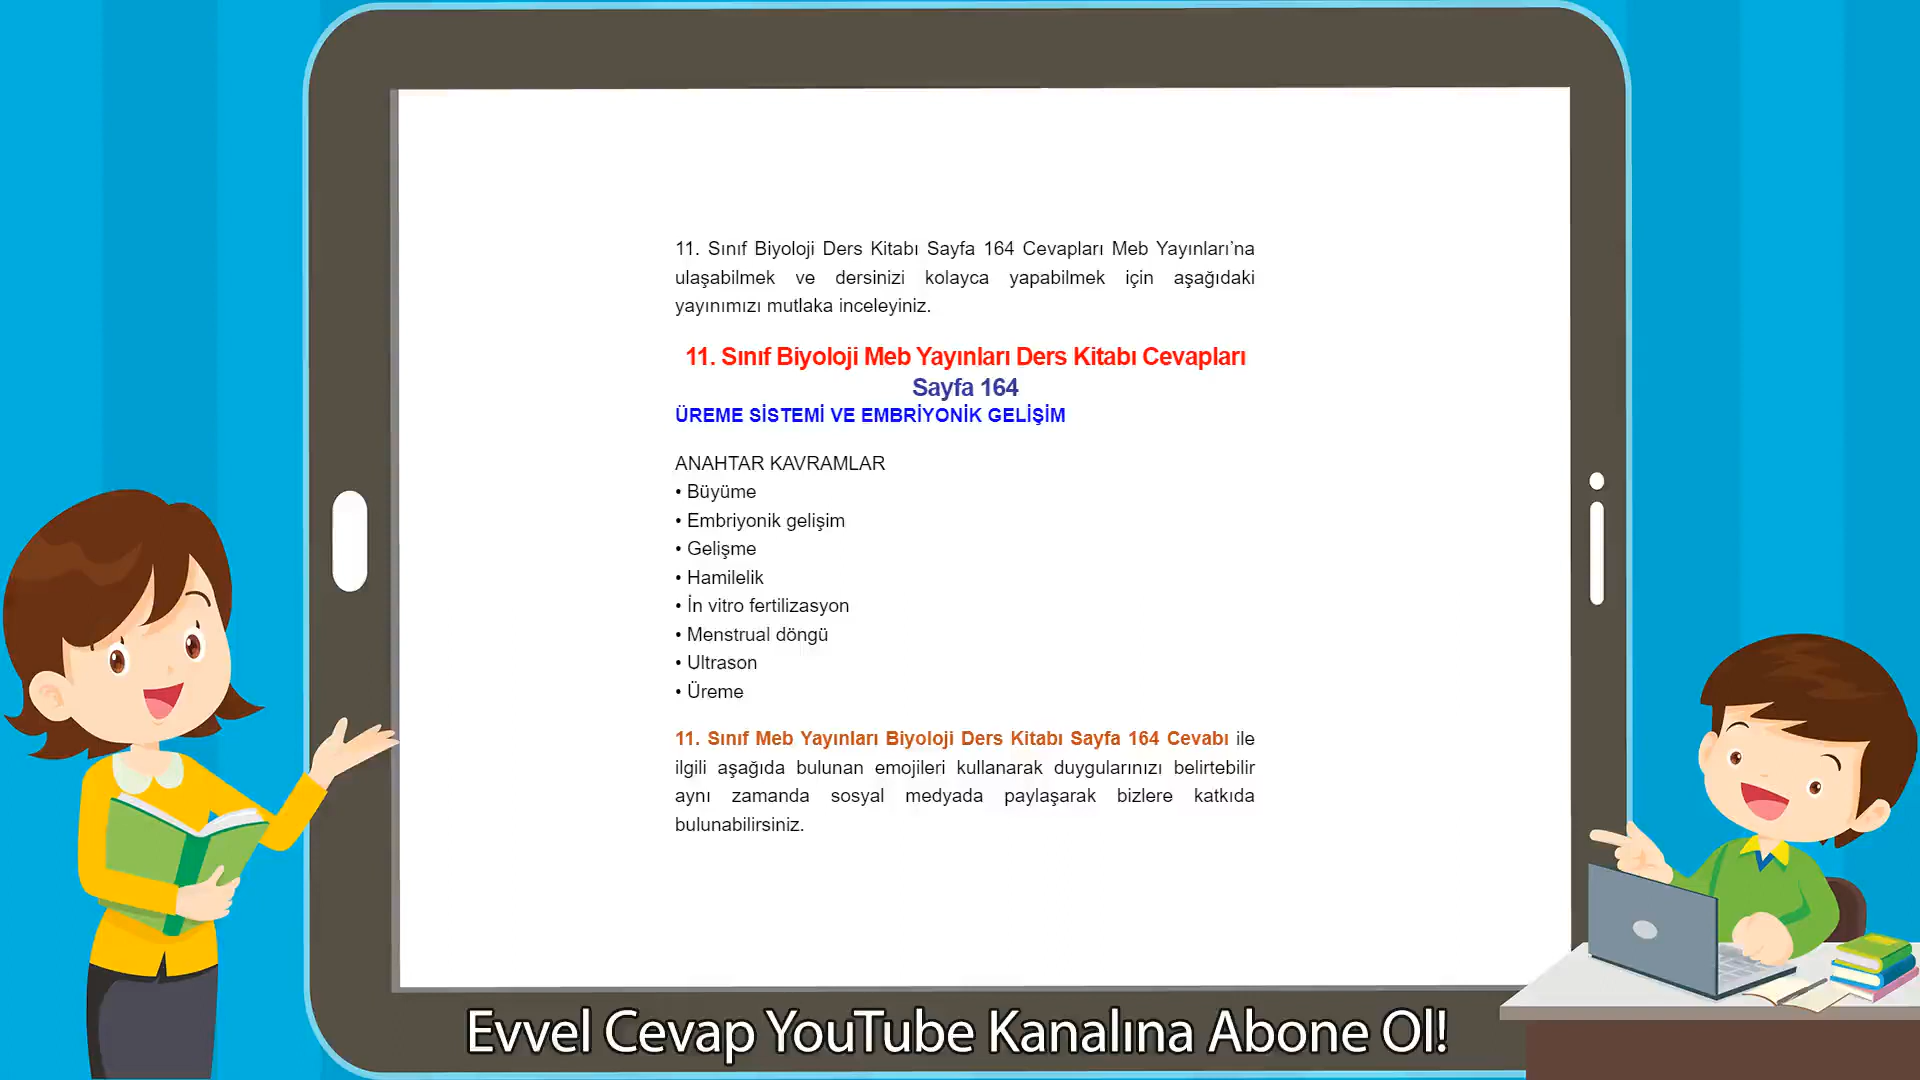 11. Sınıf Biyoloji Ders Kitabı Sayfa 164 Cevapları Meb Yayınları’na
ulaşabilmek ve dersinizi kolayca yapabilmek için aşağıdaki
yayınımızı mutlaka inceleyiniz.
11. Sınıf Biyoloji Meb Yayınları Ders Kitabı Cevapları
Sayfa 164
ÜREME SİSTEMİ VE EMBRİYONİK GELİŞİM
ANAHTAR KAVRAMLAR
• Büyüme
• Embriyonik gelişim
• Gelişme
• Hamilelik
• İn vitro fertilizasyon
• Menstrual döngü
• Ultrason
• Üreme
11. Sınıf Meb Yayınları Biyoloji Ders Kitabı Sayfa 164 Cevabı ile
ilgili aşağıda bulunan emojileri kullanarak duygularınızı belirtebilir
aynı zamanda sosyal medyada paylaşarak bizlere katkıda
bulunabilirsiniz.
Evvel Cevap YouTube Kanalına Abone Ol!